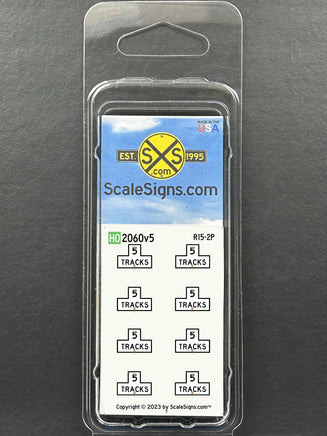 MADE IN THE
USA
EST. SXS 1995
.com
ScaleSigns.com
HO 2060v5 R15-2P
5 5
TRACKS TRACKS
5 5
TRACKS TRACKS
5 5
TRACKS TRACKS
5 5
TRACKS TRACKS
Copyright © 2023 by ScaleSigns.com™